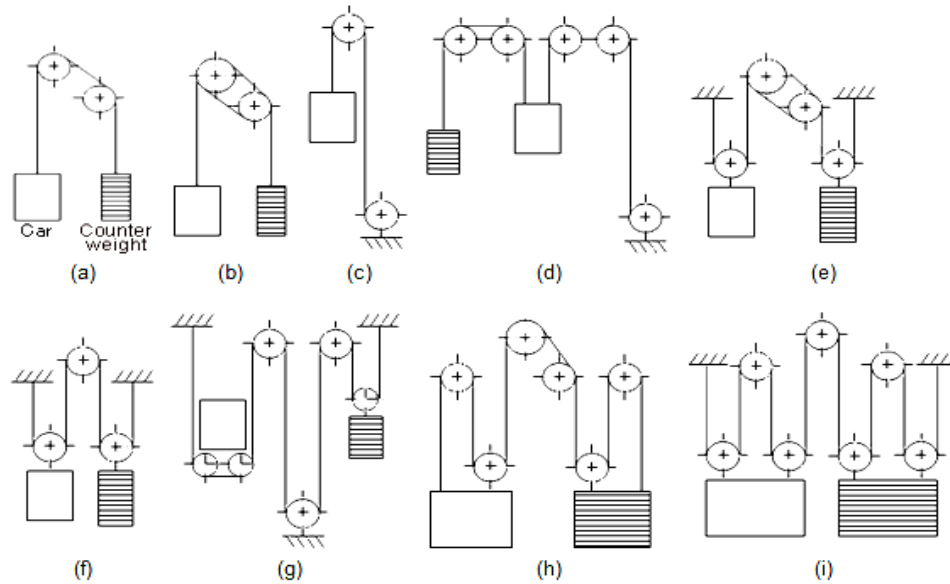 Car
Counter
weight
(a)
(b)
(c)
(d)
(e)
(f)
(g)
(h)
(i)